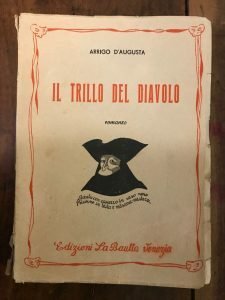 ARRIGO D'AUGUSTA
IL TRILLO DEL DIAVOLO
romanzo
Edizioni La Bautta Venezia